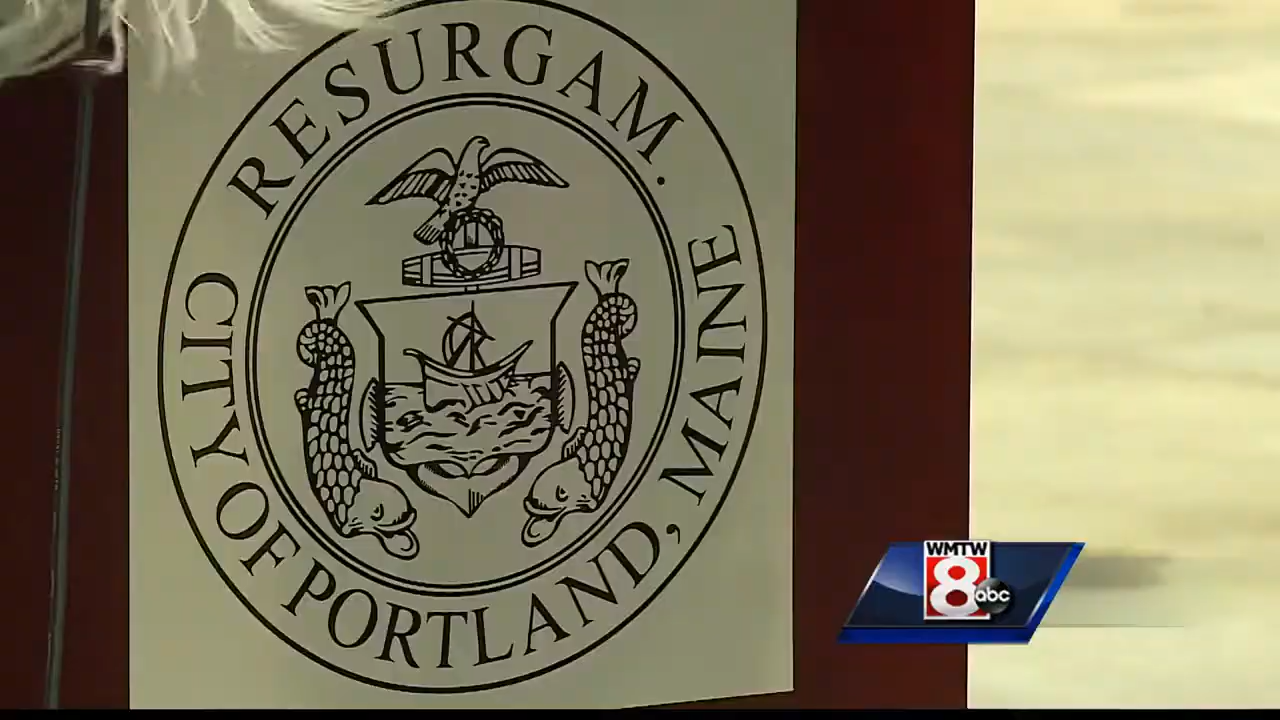 RESURGAM.
CITY OF PORTLAND, MAINE
WMTW
8
abc